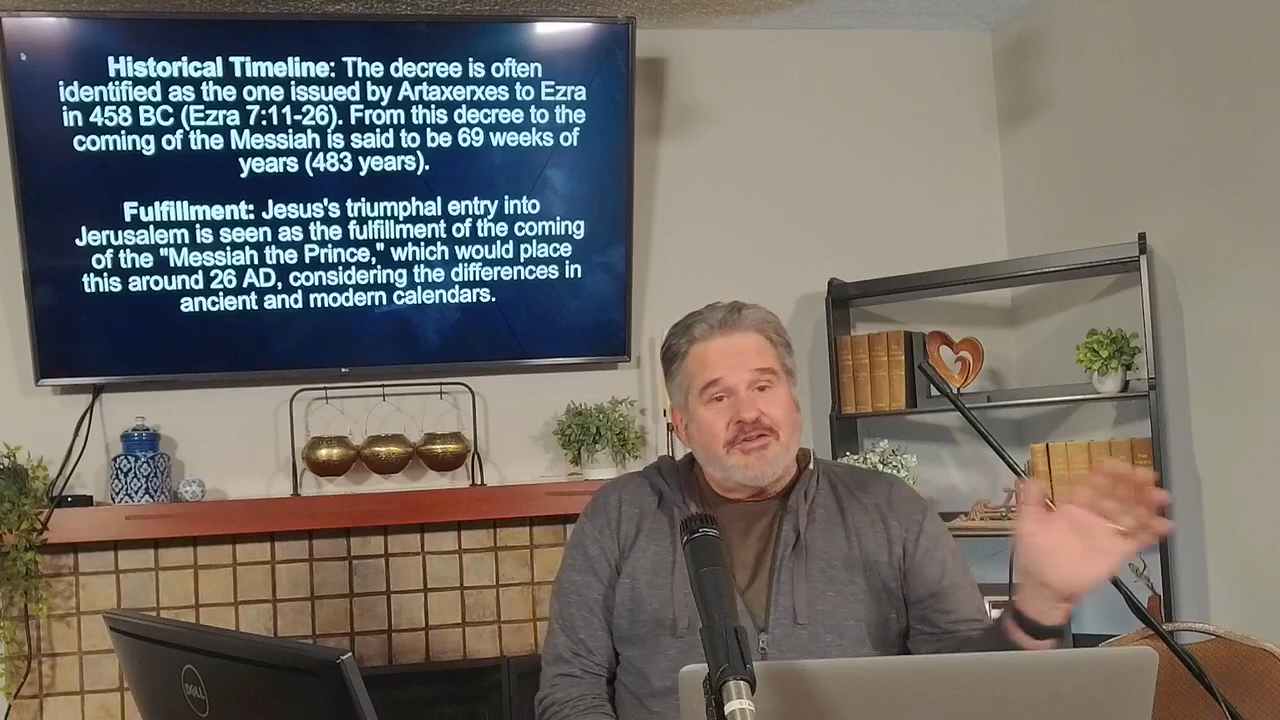 Historical Timeline: The decree is often
identified as the one issued by Artaxerxes to Ezra
in 458 BC (Ezra 7:11-26). From this decree to the
coming of the Messiah is said to be 69 weeks of
years (483 years).
Fulfillment: Jesus's triumphal entry into
Jerusalem is seen as the fulfillment of the coming
of the "Messiah the Prince," which would place
this around 26 AD, considering the differences in
ancient and modern calendars.
DELL